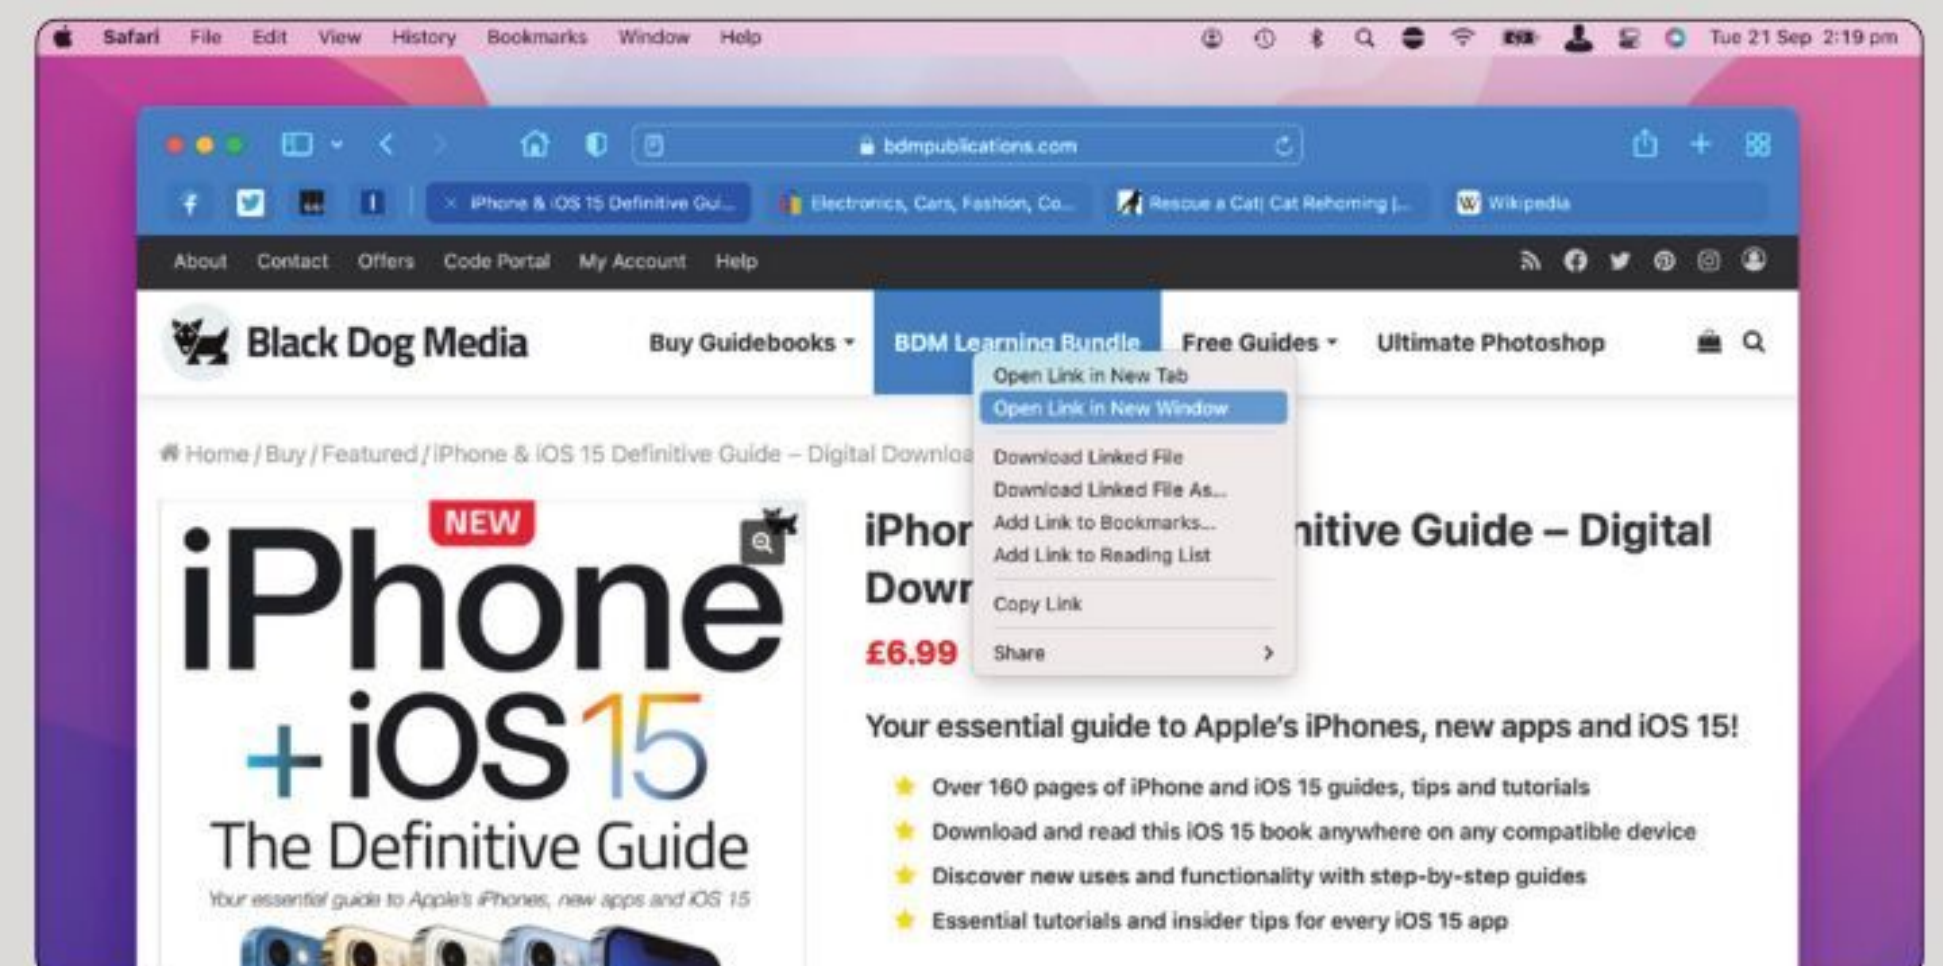 Safari File Edit View History Bookmarks Window Help Tue 21 Sep 2:19 pm
bdmpublications.com
iPhone & iOS 15 Definitive Gui... Electronics, Cars, Fashion, Co... Rescue a Cat| Cat Rehoming |... W Wikipedia
About Contact Offers Code Portal My Account Help
Black Dog Media Buy Guidebooks BDM Learning Bundle Free Guides Ultimate Photoshop
Open Link in New Tab
Open Link in New Window
Download Linked File
Download Linked File As...
Add Link to Bookmarks...
Add Link to Reading List
Copy Link
Share
Home / Buy / Featured / iPhone & iOS 15 Definitive Guide – Digital Downloa
NEW
iPhone
+ iOS 15
The Definitive Guide
Your essential guide to Apple's iPhones, new apps and iOS 15
iPhon nitive Guide – Digital
Down
£6.99
Your essential guide to Apple's iPhones, new apps and iOS 15!
Over 160 pages of iPhone and iOS 15 guides, tips and tutorials
Download and read this iOS 15 book anywhere on any compatible device
Discover new uses and functionality with step-by-step guides
Essential tutorials and insider tips for every iOS 15 app